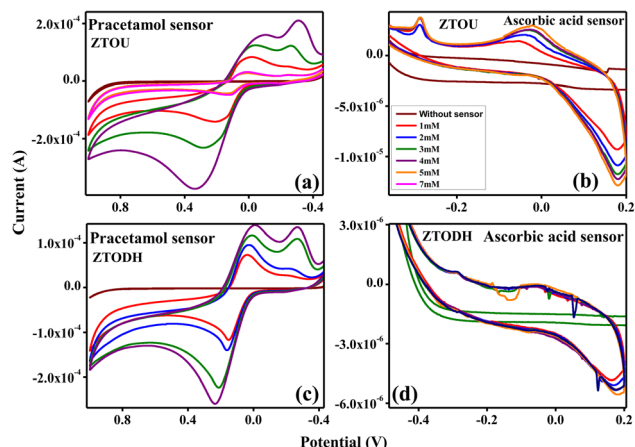 Pracetamol sensor
ZTOU
2.0x10⁻⁴
0.0
-2.0x10⁻⁴
0.8 0.4 0.0 -0.4
(a)
ZTOU Ascorbic acid sensor
0.0
-5.0x10⁻⁶
-1.0x10⁻⁵
Without sensor
1mM
2mM
3mM
4mM
5mM
7mM
-0.2 0.0 0.2
(b)
Current (A)
Pracetamol sensor
ZTODH
1.0x10⁻⁴
0.0
-1.0x10⁻⁴
-2.0x10⁻⁴
0.8 0.4 0.0 -0.4
(c)
ZTODH Ascorbic acid sensor
3.0x10⁻⁶
0.0
-3.0x10⁻⁶
-6.0x10⁻⁶
-0.4 -0.2 0.0 0.2
(d)
Potential (V)